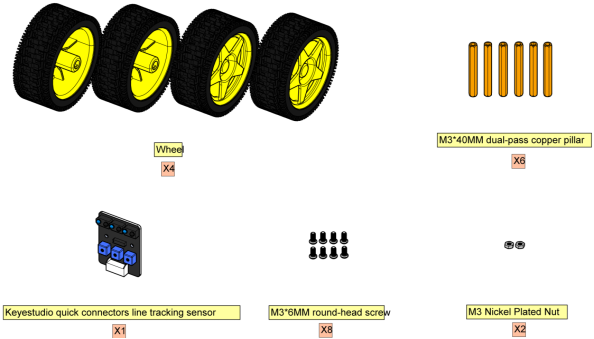 Wheel
X4
M3*40MM dual-pass copper pillar
X6
Keyestudio quick connectors line tracking sensor
X1
M3*6MM round-head screw
X8
M3 Nickel Plated Nut
X2